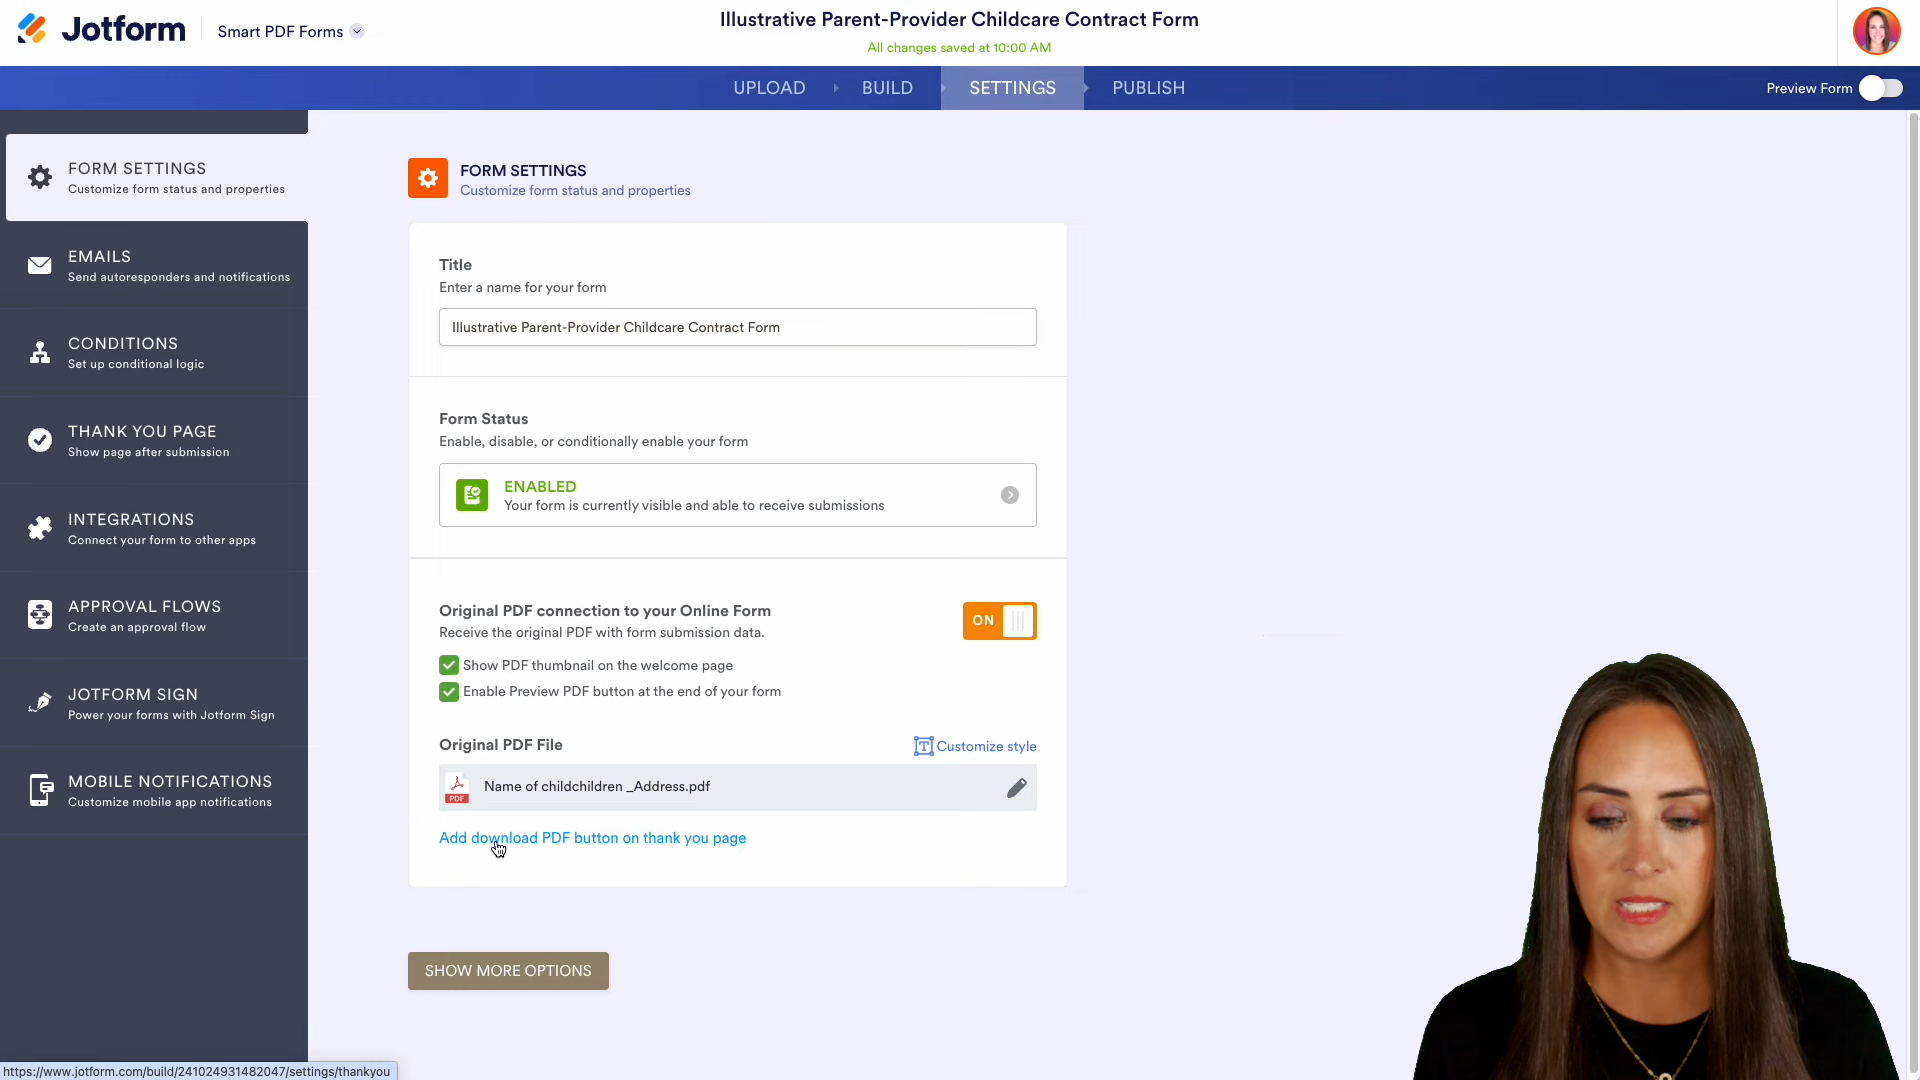 Jotform
Smart PDF Forms
Illustrative Parent-Provider Childcare Contract Form
All changes saved at 10:00 AM
UPLOAD
BUILD
SETTINGS
PUBLISH
Preview Form
FORM SETTINGS
Customize form status and properties
EMAILS
Send autoresponders and notifications
CONDITIONS
Set up conditional logic
THANK YOU PAGE
Show page after submission
INTEGRATIONS
Connect your form to other apps
APPROVAL FLOWS
Create an approval flow
JOTFORM SIGN
Power your forms with Jotform Sign
MOBILE NOTIFICATIONS
Customize mobile app notifications
FORM SETTINGS
Customize form status and properties
Title
Enter a name for your form
Illustrative Parent-Provider Childcare Contract Form
Form Status
Enable, disable, or conditionally enable your form
ENABLED
Your form is currently visible and able to receive submissions
Original PDF connection to your Online Form
Receive the original PDF with form submission data.
ON
Show PDF thumbnail on the welcome page
Enable Preview PDF button at the end of your form
Original PDF File
Customize style
PDF
Name of childchildren _Address.pdf
Add download PDF button on thank you page
SHOW MORE OPTIONS
https://www.jotform.com/build/241024931482047/settings/thankyou